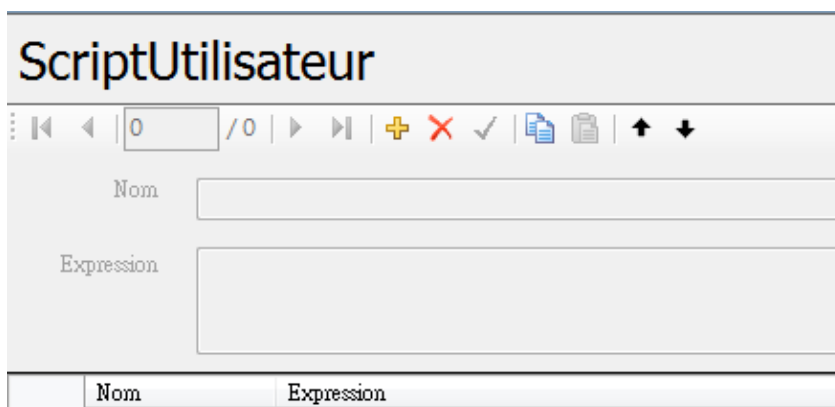 ScriptUtilisateur
0 / 0
Nom
Expression
Nom Expression